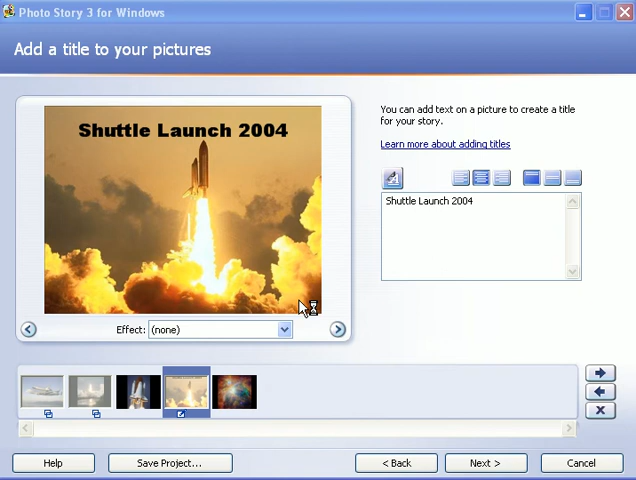 Photo Story 3 for Windows
Add a title to your pictures
Shuttle Launch 2004
You can add text on a picture to create a title
for your story.
Learn more about adding titles
Shuttle Launch 2004
Effect: (none)
Help
Save Project...
< Back
Next >
Cancel